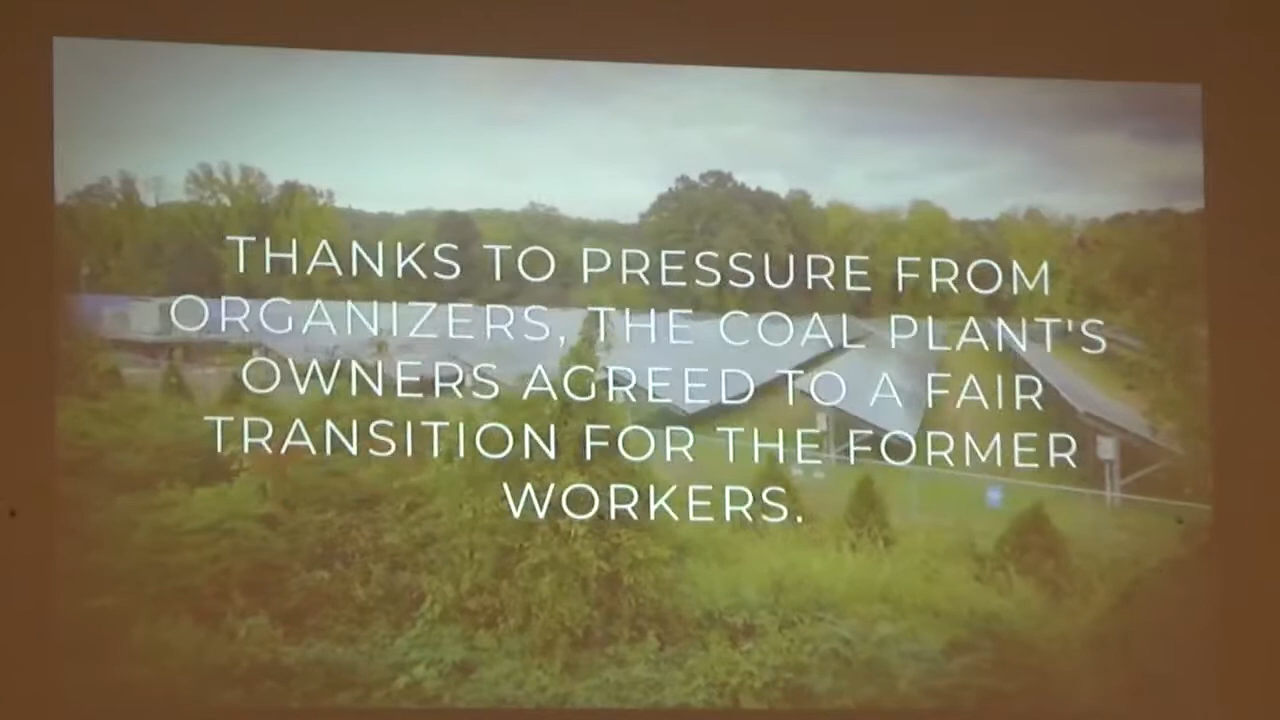 THANKS TO PRESSURE FROM
ORGANIZERS, THE COAL PLANT'S
OWNERS AGREED TO A FAIR
TRANSITION FOR THE FORMER
WORKERS.